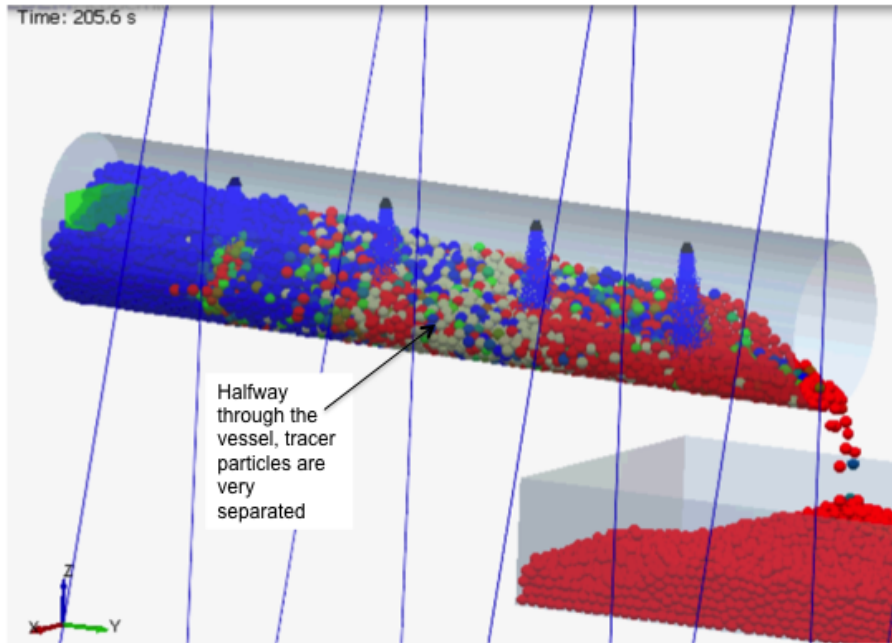 Time: 205.6 s
Halfway
through the
vessel, tracer
particles are
very
separated
Z
X
Y